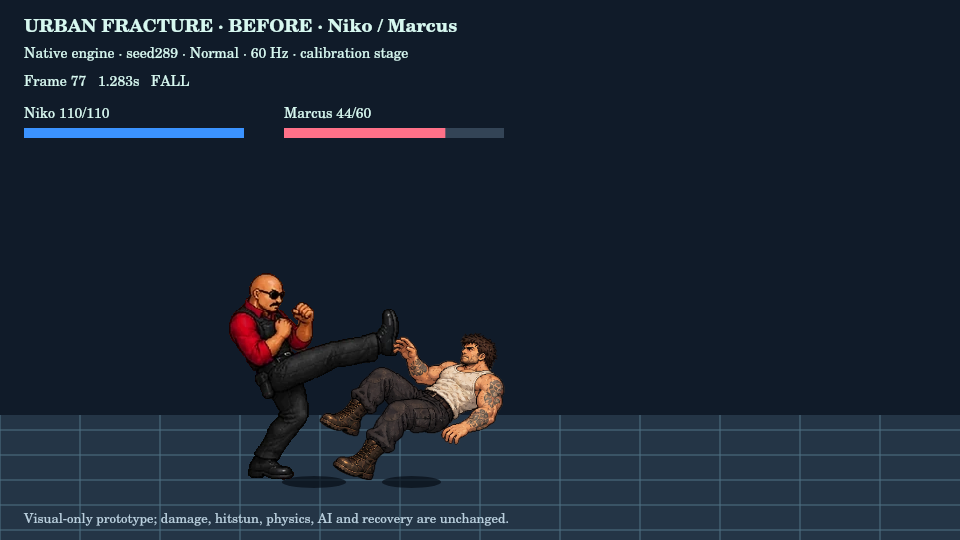 URBAN FRACTURE · BEFORE · Niko / Marcus
Native engine · seed289 · Normal · 60 Hz · calibration stage
Frame 77 1.283s FALL
Niko 110/110 Marcus 44/60
Visual-only prototype; damage, hitstun, physics, AI and recovery are unchanged.